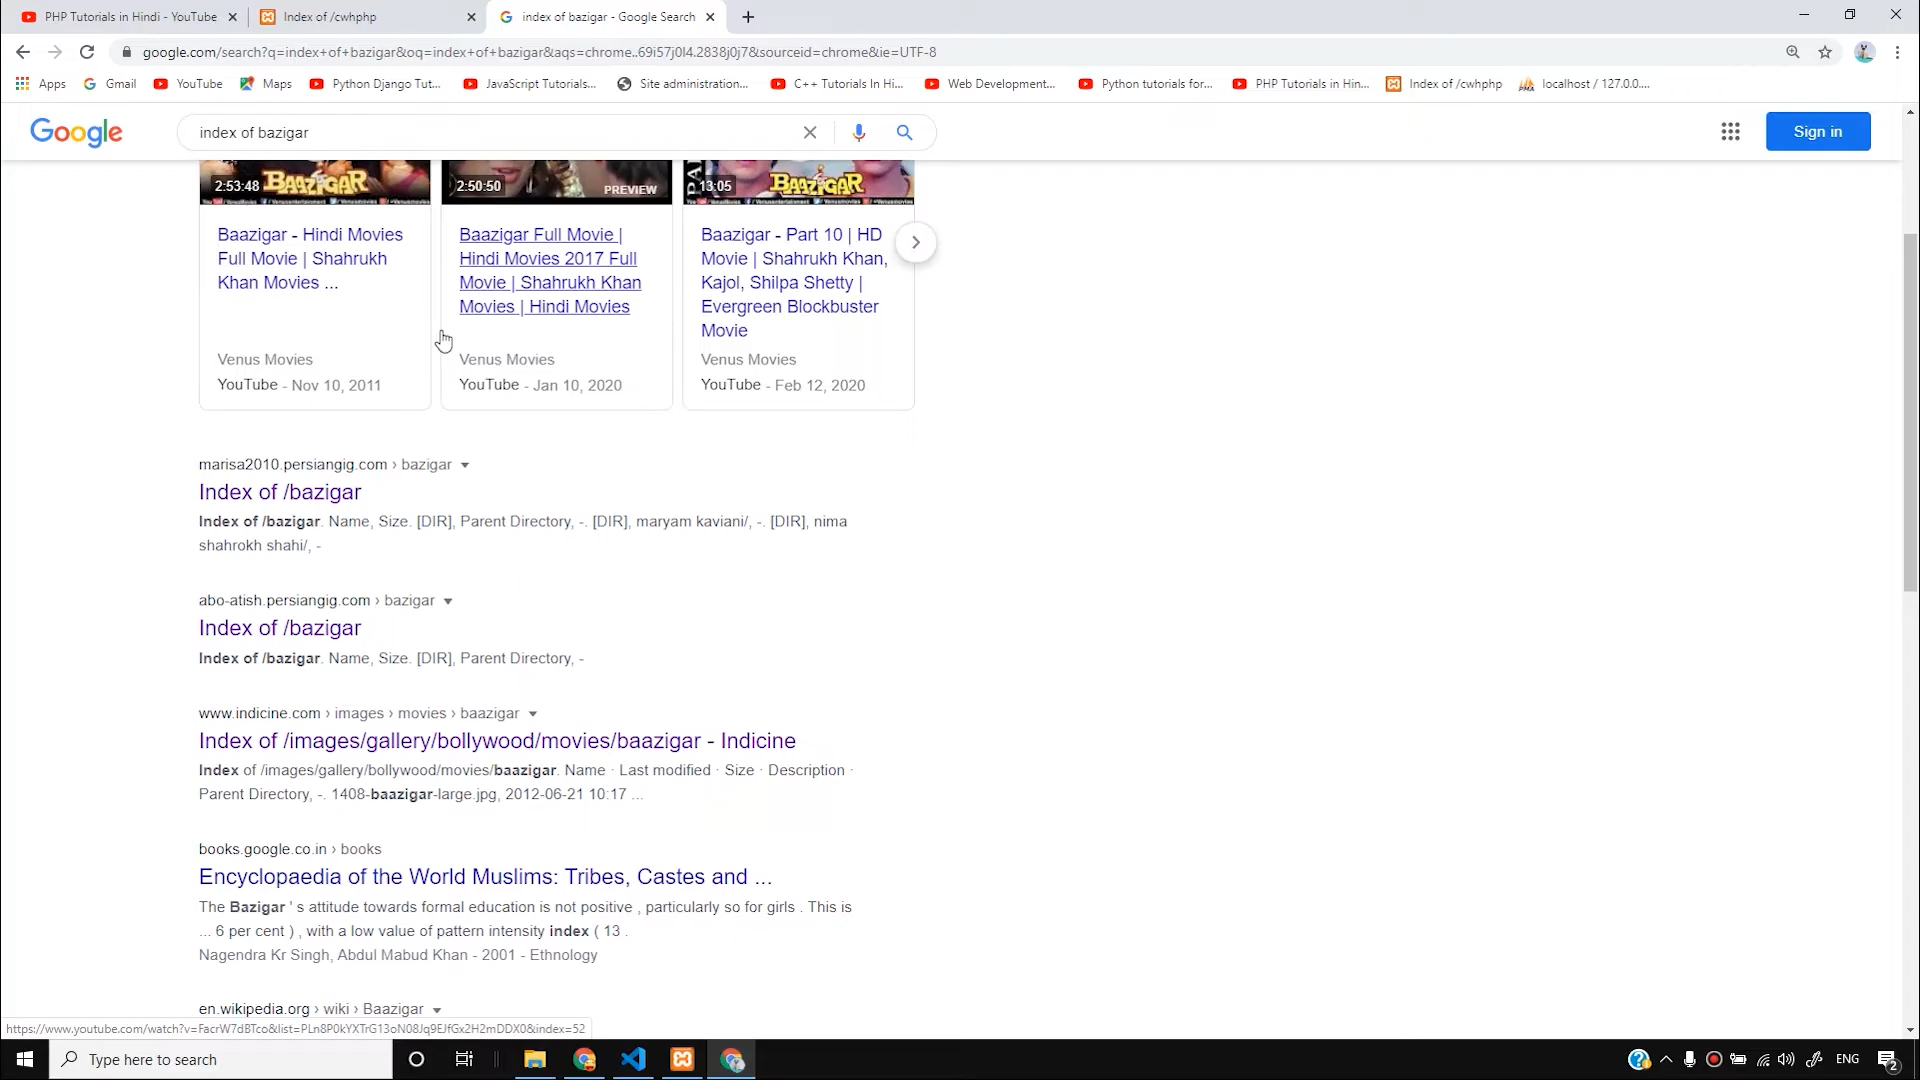 PHP Tutorials in Hindi - YouTube
Index of /cwhphp
index of bazigar - Google Search
google.com/search?q=index+of+bazigar&oq=index+of+bazigar&aqs=chrome..69i57j0l4.2838j0j7&sourceid=chrome&ie=UTF-8
Apps
Gmail
YouTube
Maps
Python Django Tut...
JavaScript Tutorials...
Site administration...
C++ Tutorials In Hi...
Web Development...
Python tutorials for...
PHP Tutorials in Hin...
Index of /cwhphp
localhost / 127.0.0....
Google
index of bazigar
Sign in
2:53:48 BAAZIGAR
2:50:50
PREVIEW
13:05 BAAZIGAR
Baazigar - Hindi Movies
Full Movie | Shahrukh
Khan Movies ...
Venus Movies
YouTube - Nov 10, 2011
Baazigar Full Movie |
Hindi Movies 2017 Full
Movie | Shahrukh Khan
Movies | Hindi Movies
Venus Movies
YouTube - Jan 10, 2020
Baazigar - Part 10 | HD
Movie | Shahrukh Khan,
Kajol, Shilpa Shetty |
Evergreen Blockbuster
Movie
Venus Movies
YouTube - Feb 12, 2020
marisa2010.persiangig.com › bazigar
Index of /bazigar
Index of /bazigar. Name, Size. [DIR], Parent Directory, -. [DIR], maryam kaviani/, -. [DIR], nima
shahrokh shahi/, -
abo-atish.persiangig.com › bazigar
Index of /bazigar
Index of /bazigar. Name, Size. [DIR], Parent Directory, -
www.indicine.com › images › movies › baazigar
Index of /images/gallery/bollywood/movies/baazigar - Indicine
Index of /images/gallery/bollywood/movies/baazigar. Name · Last modified · Size · Description ·
Parent Directory, -. 1408-baazigar-large.jpg, 2012-06-21 10:17 ...
books.google.co.in › books
Encyclopaedia of the World Muslims: Tribes, Castes and ...
The Bazigar ' s attitude towards formal education is not positive , particularly so for girls . This is
... 6 per cent ) , with a low value of pattern intensity index ( 13 .
Nagendra Kr Singh, Abdul Mabud Khan - 2001 - Ethnology
en.wikipedia.org › wiki › Baazigar
https://www.youtube.com/watch?v=FacrW7dBTco&list=PLn8P0kYXTrG13oN08Jq9EJfGx2H2mDDX0&index=52
Type here to search
ENG
2